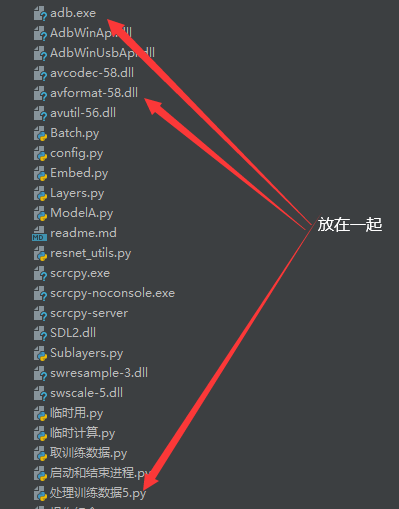 adb.exe
AdbWinApi.dll
AdbWinUsbApi.dll
avcodec-58.dll
avformat-58.dll
avutil-56.dll
Batch.py
config.py
Embed.py
Layers.py
ModelA.py
readme.md
放在一起
resnet_utils.py
scrcpy.exe
scrcpy-noconsole.exe
scrcpy-server
SDL2.dll
Sublayers.py
swresample-3.dll
swscale-5.dll
临时用.py
临时计算.py
取训练数据.py
启动和结束进程.py
处理训练数据5.py